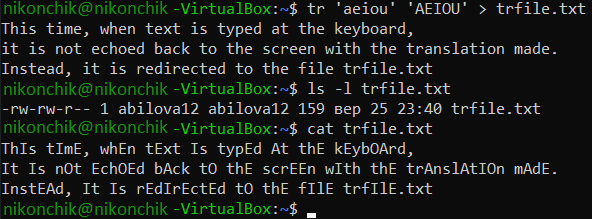 nikonchik@nikonchik -VirtualBox:~$ tr 'aeiou' 'AEIOU' > trfile.txt
This time, when text is typed at the keyboard,
it is not echoed back to the screen with the translation made.
Instead, it is redirected to the file trfile.txt
nikonchik@nikonchik -VirtualBox:~$ ls -l trfile.txt
-rw-rw-r-- 1 abilova12 abilova12 159 вер 25 23:40 trfile.txt
nikonchik@nikonchik -VirtualBox:~$ cat trfile.txt
ThIs tImE, whEn tExt Is typEd At thE kEybOArd,
It Is nOt EchOEd bAck tO thE scrEEn wIth thE trAnslAtIOn mAdE.
InstEAd, It Is rEdIrEctEd tO thE fIlE trfIlE.txt
nikonchik@nikonchik -VirtualBox:~$